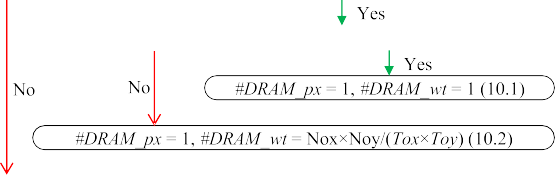 Yes
Yes
No
No
#DRAM_px = 1, #DRAM_wt = 1 (10.1)
#DRAM_px = 1, #DRAM_wt = Nox×Noy/(Tox×Toy) (10.2)